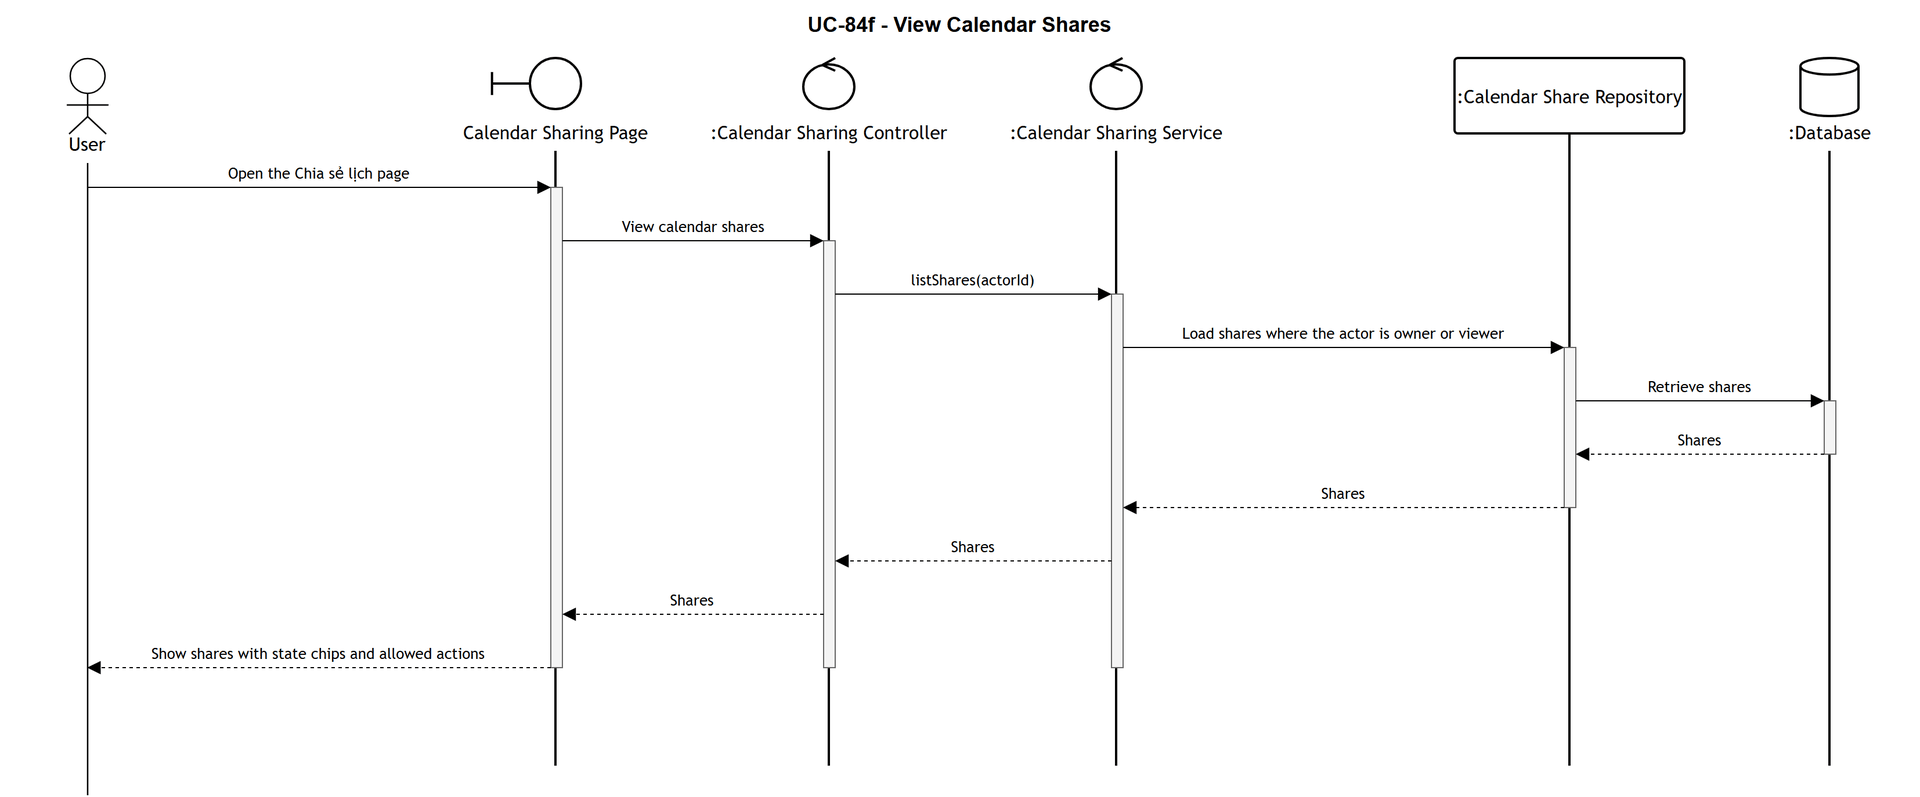 UC-84f - View Calendar Shares
User
Calendar Sharing Page
:Calendar Sharing Controller
:Calendar Sharing Service
:Calendar Share Repository
:Database
Open the Chia sẻ lịch page
View calendar shares
listShares(actorId)
Load shares where the actor is owner or viewer
Retrieve shares
Shares
Shares
Shares
Shares
Show shares with state chips and allowed actions